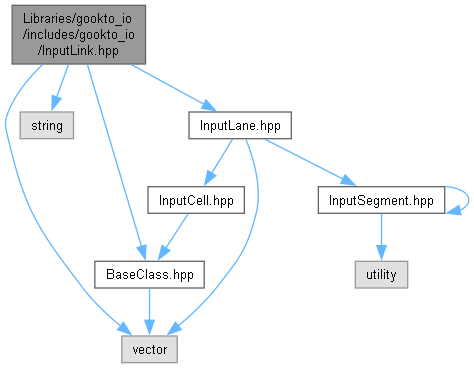 Libraries/gookto_io
/includes/gookto_io
/InputLink.hpp
string
InputLane.hpp
InputCell.hpp
InputSegment.hpp
BaseClass.hpp
utility
vector